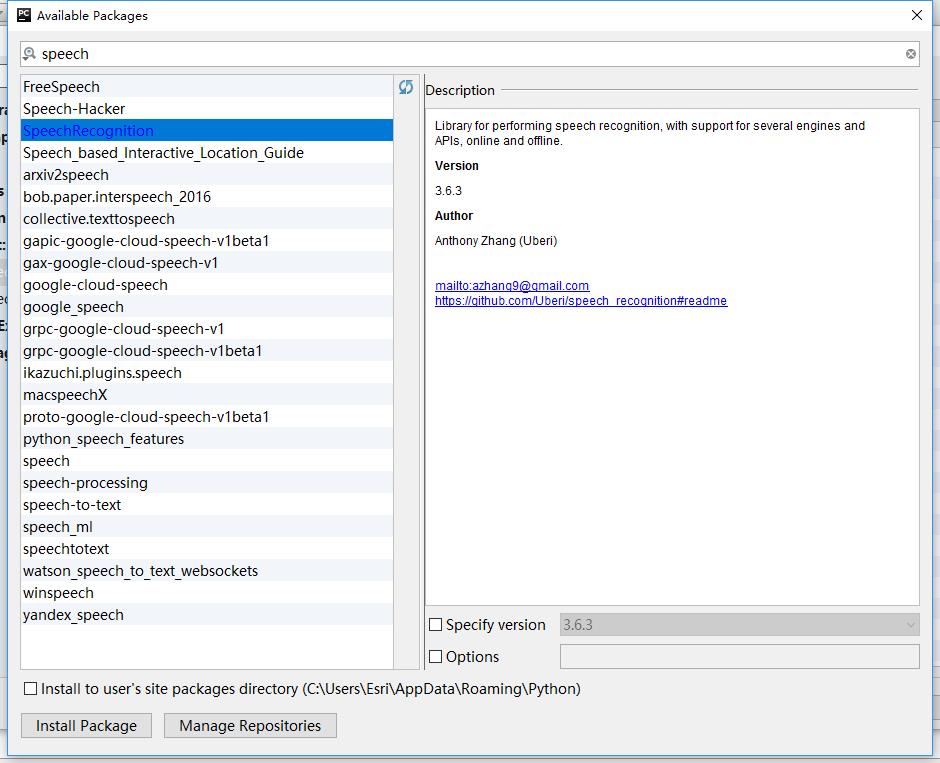 PC Available Packages
speech
FreeSpeech
Speech-Hacker
SpeechRecognition
Speech_based_Interactive_Location_Guide
arxiv2speech
bob.paper.interspeech_2016
collective.texttospeech
gapic-google-cloud-speech-v1beta1
gax-google-cloud-speech-v1
google-cloud-speech
google_speech
grpc-google-cloud-speech-v1
grpc-google-cloud-speech-v1beta1
ikazuchi.plugins.speech
macspeechX
proto-google-cloud-speech-v1beta1
python_speech_features
speech
speech-processing
speech-to-text
speech_ml
speechtotext
watson_speech_to_text_websockets
winspeech
yandex_speech
Description
Library for performing speech recognition, with support for several engines and
APIs, online and offline.
Version
3.6.3
Author
Anthony Zhang (Uberi)
mailto:azhang9@gmail.com
https://github.com/Uberi/speech_recognition#readme
Specify version 3.6.3
Options
Install to user's site packages directory (C:\Users\Esri\AppData\Roaming\Python)
Install Package Manage Repositories